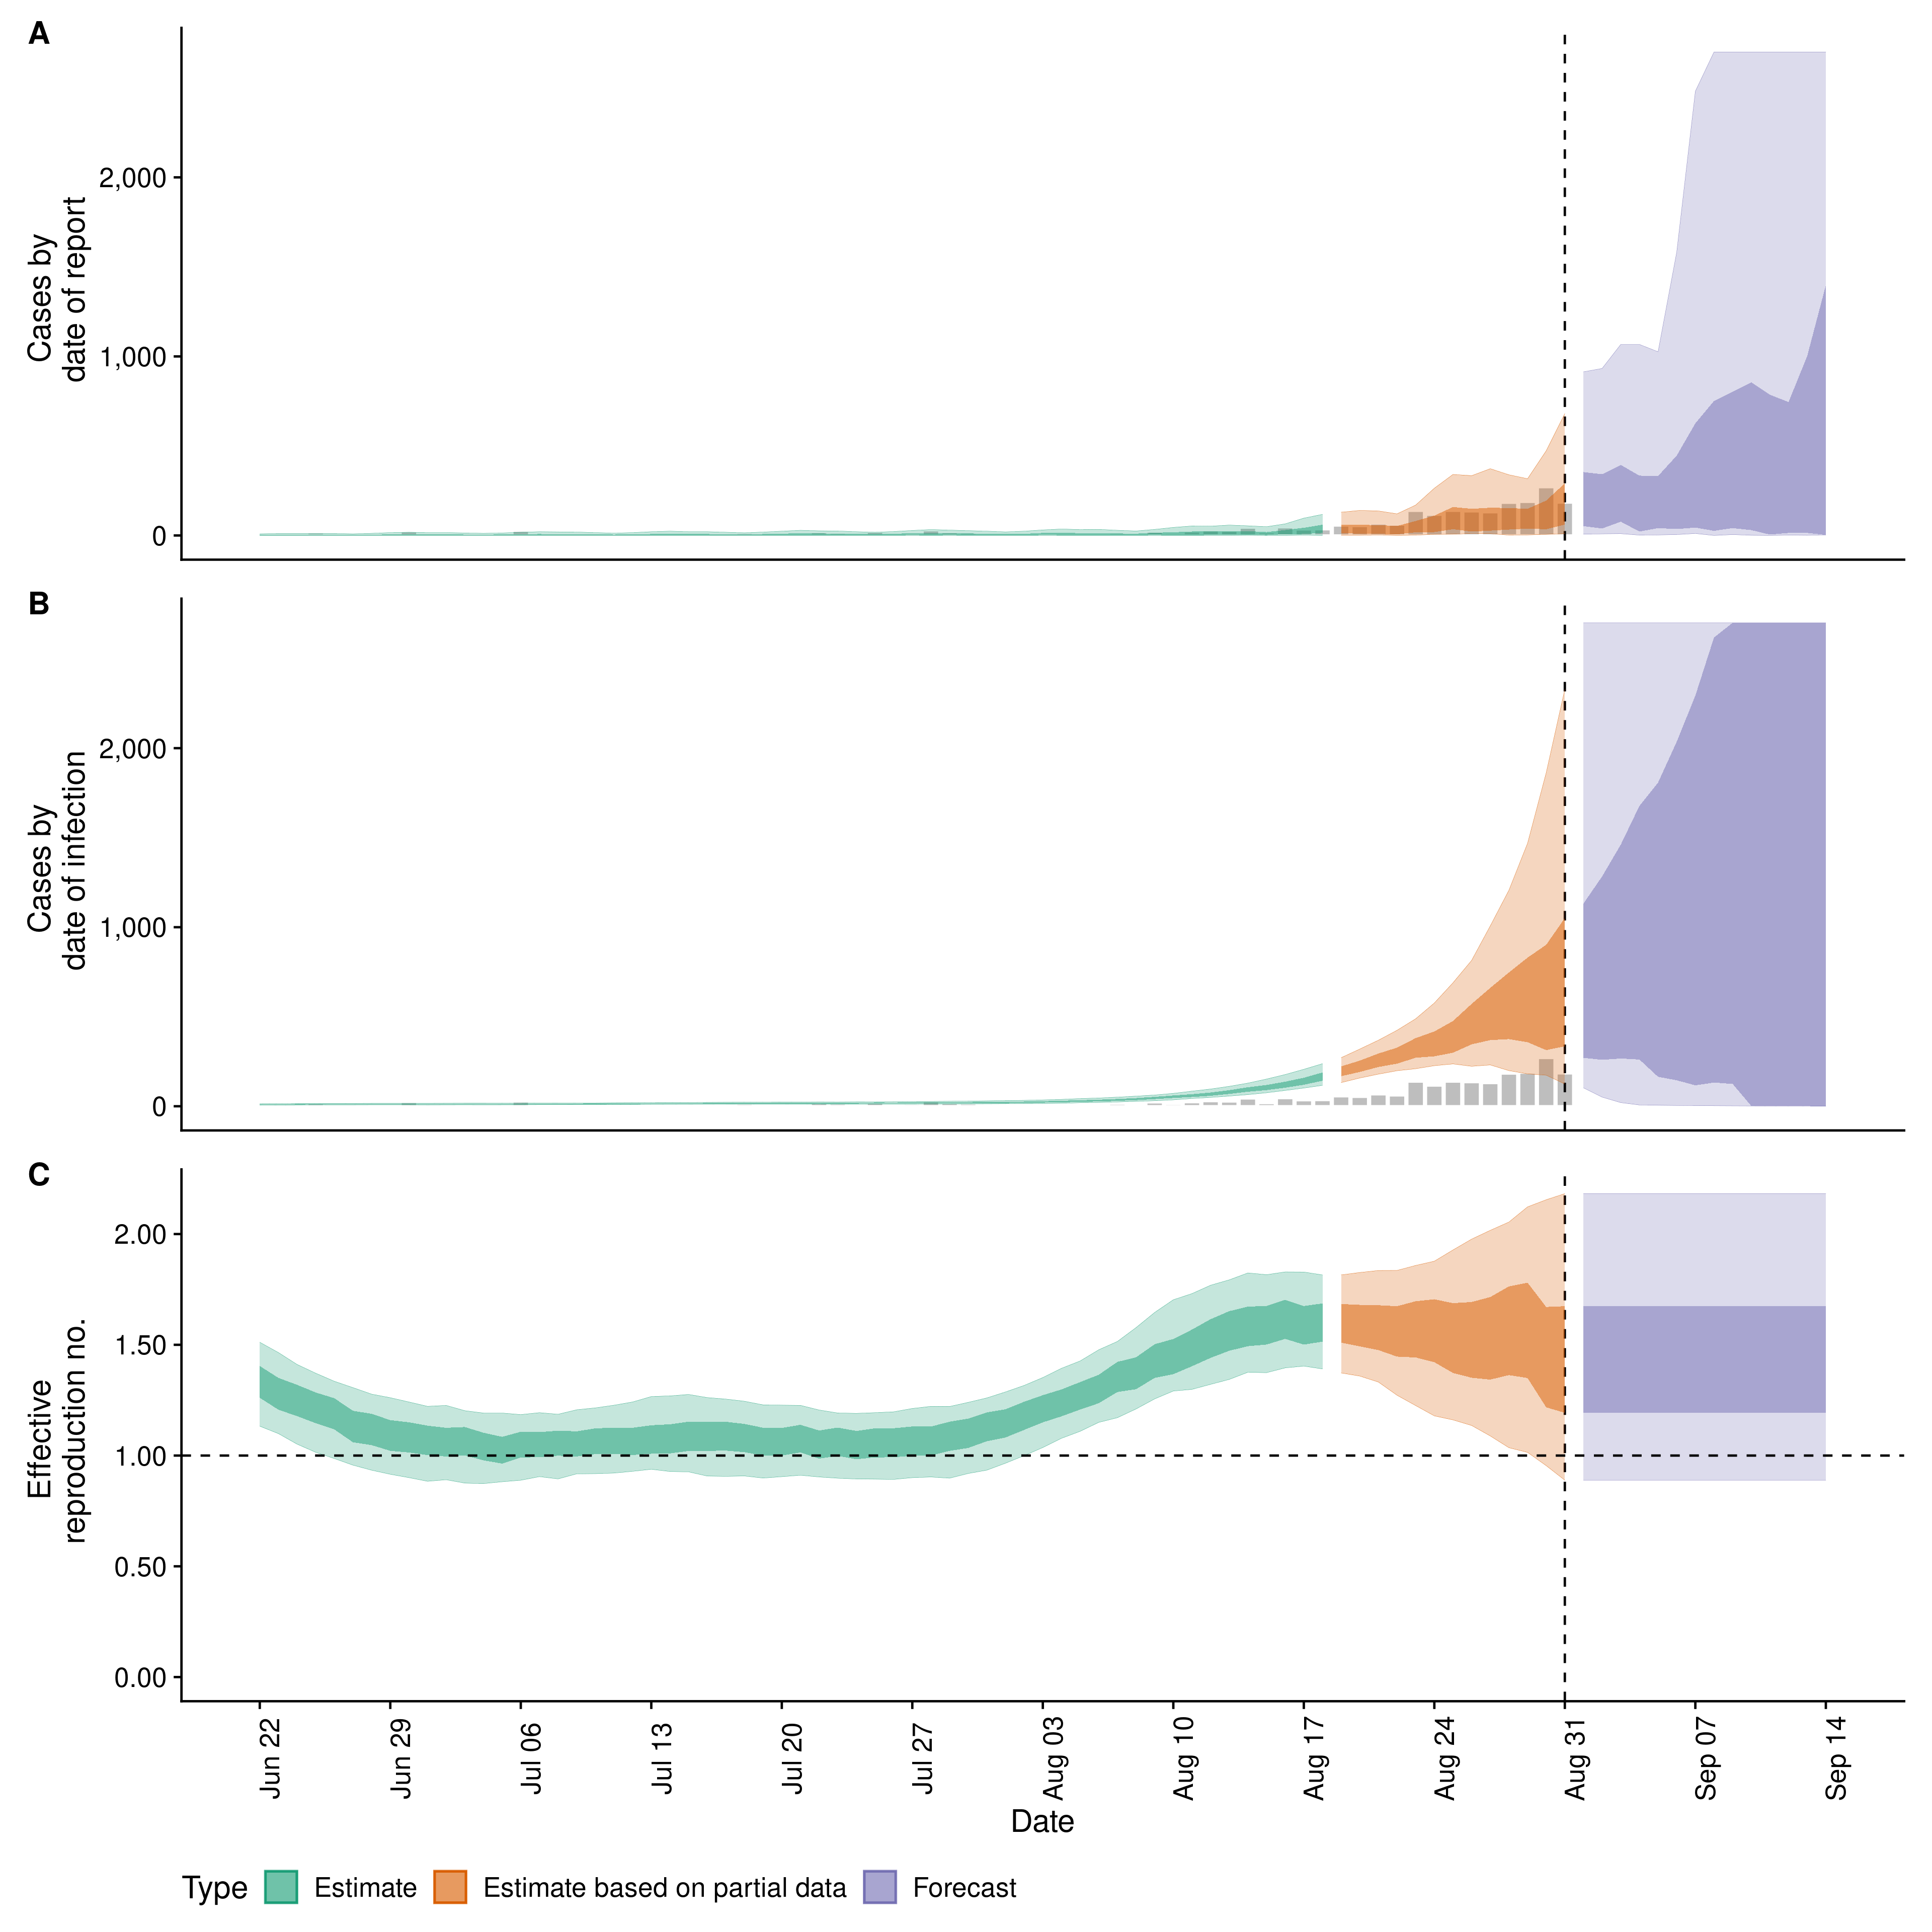 A
Cases by
date of report
2,000
1,000
0
B
Cases by
date of infection
2,000
1,000
0
C
Effective
reproduction no.
2.00
1.50
1.00
0.50
0.00
Jun 22
Jun 29
Jul 06
Jul 13
Jul 20
Jul 27
Aug 03
Aug 10
Aug 17
Aug 24
Aug 31
Sep 07
Sep 14
Date
Type Estimate Estimate based on partial data Forecast